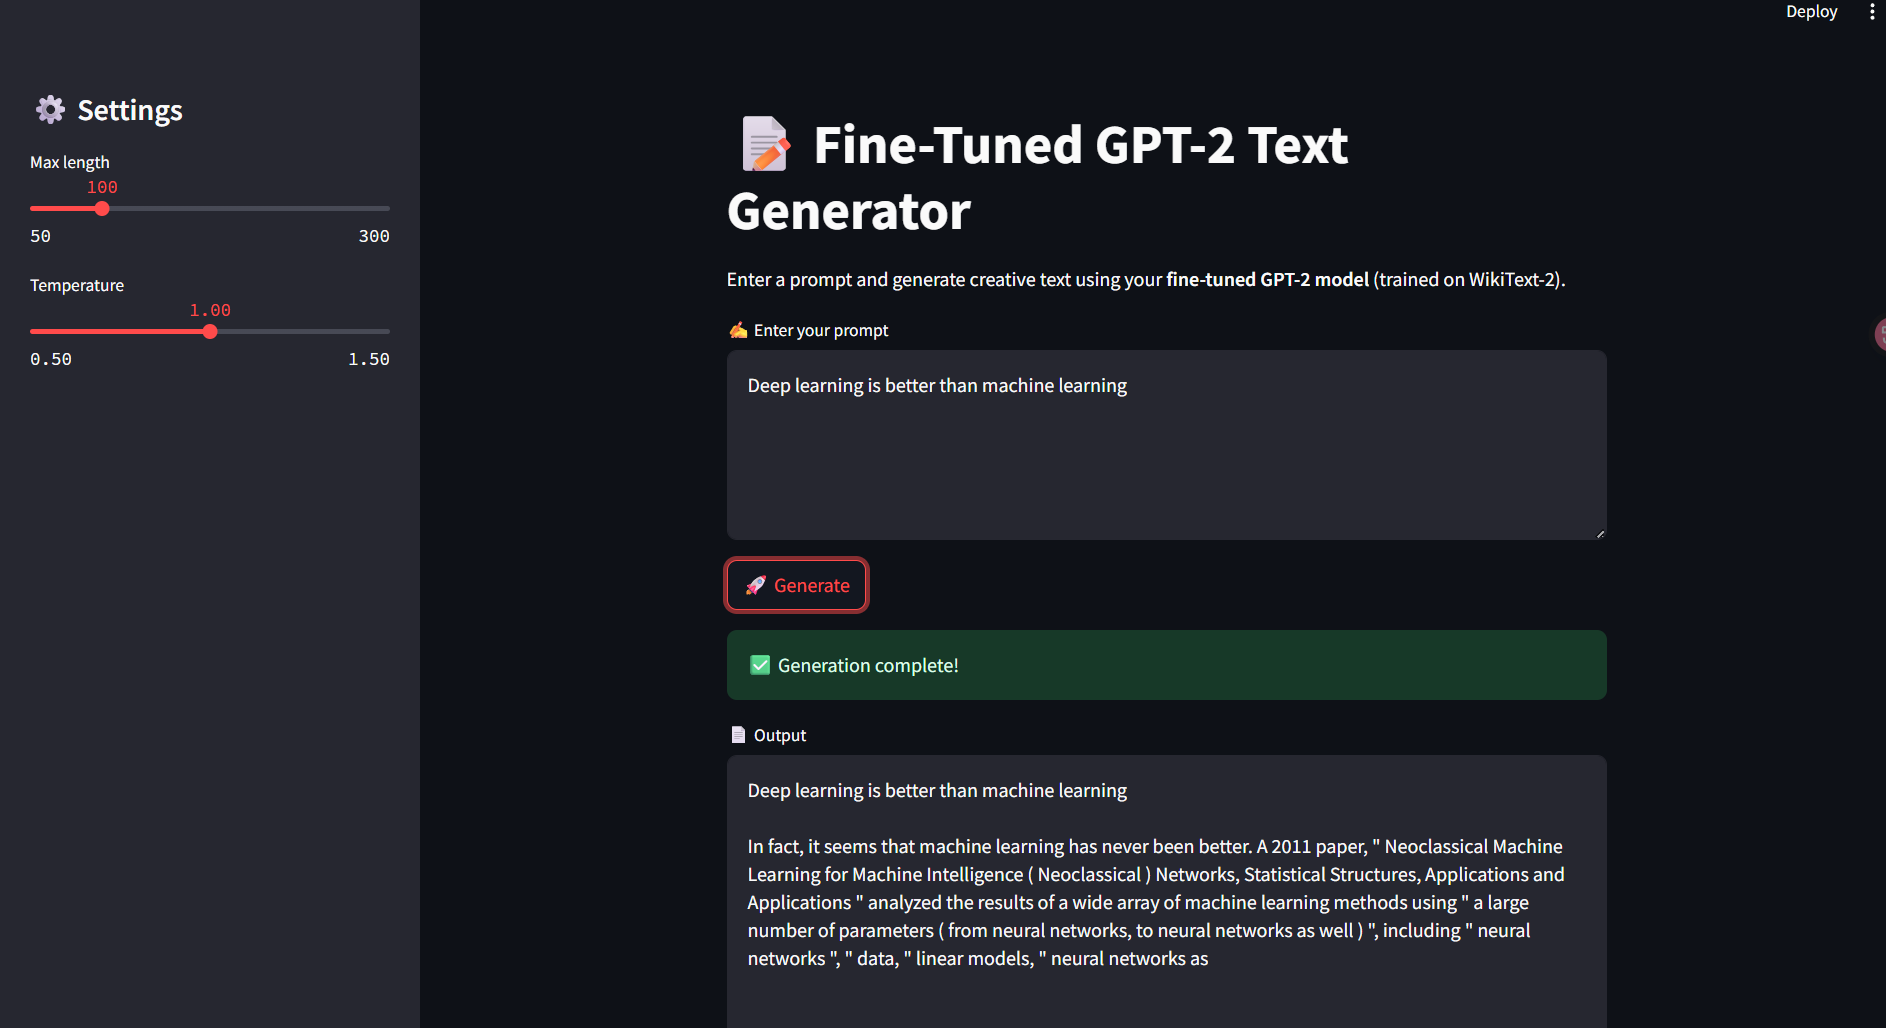 Deploy
Settings
Max length
100
50 300
Temperature
1.00
0.50 1.50
Fine-Tuned GPT-2 Text
Generator
Enter a prompt and generate creative text using your fine-tuned GPT-2 model (trained on WikiText-2).
Enter your prompt
Deep learning is better than machine learning
Generate
Generation complete!
Output
Deep learning is better than machine learning
In fact, it seems that machine learning has never been better. A 2011 paper, " Neoclassical Machine
Learning for Machine Intelligence ( Neoclassical ) Networks, Statistical Structures, Applications and
Applications " analyzed the results of a wide array of machine learning methods using " a large
number of parameters ( from neural networks, to neural networks as well ) ", including " neural
networks ", " data, " linear models, " neural networks as